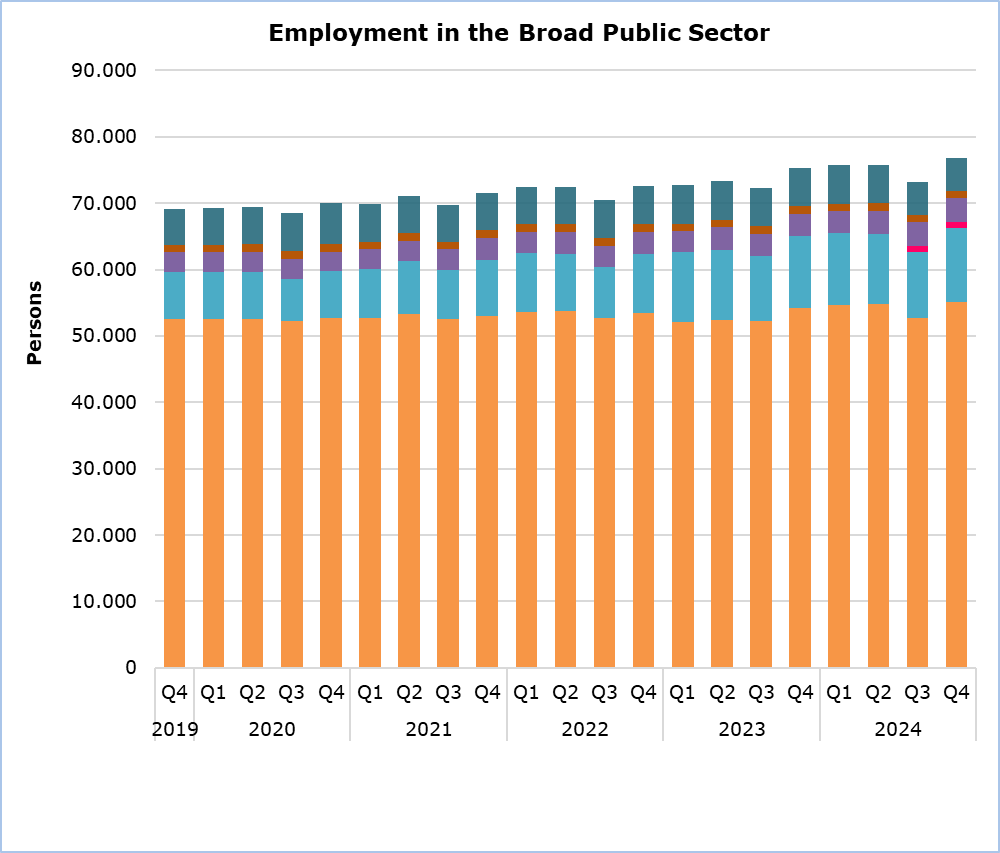 Employment in the Broad Public Sector
90.000
80.000
70.000
60.000
50.000
40.000
30.000
20.000
10.000
0
Persons
Q4 Q1 Q2 Q3 Q4 Q1 Q2 Q3 Q4 Q1 Q2 Q3 Q4 Q1 Q2 Q3 Q4 Q1 Q2 Q3 Q4
2019 2020 2021 2022 2023 2024